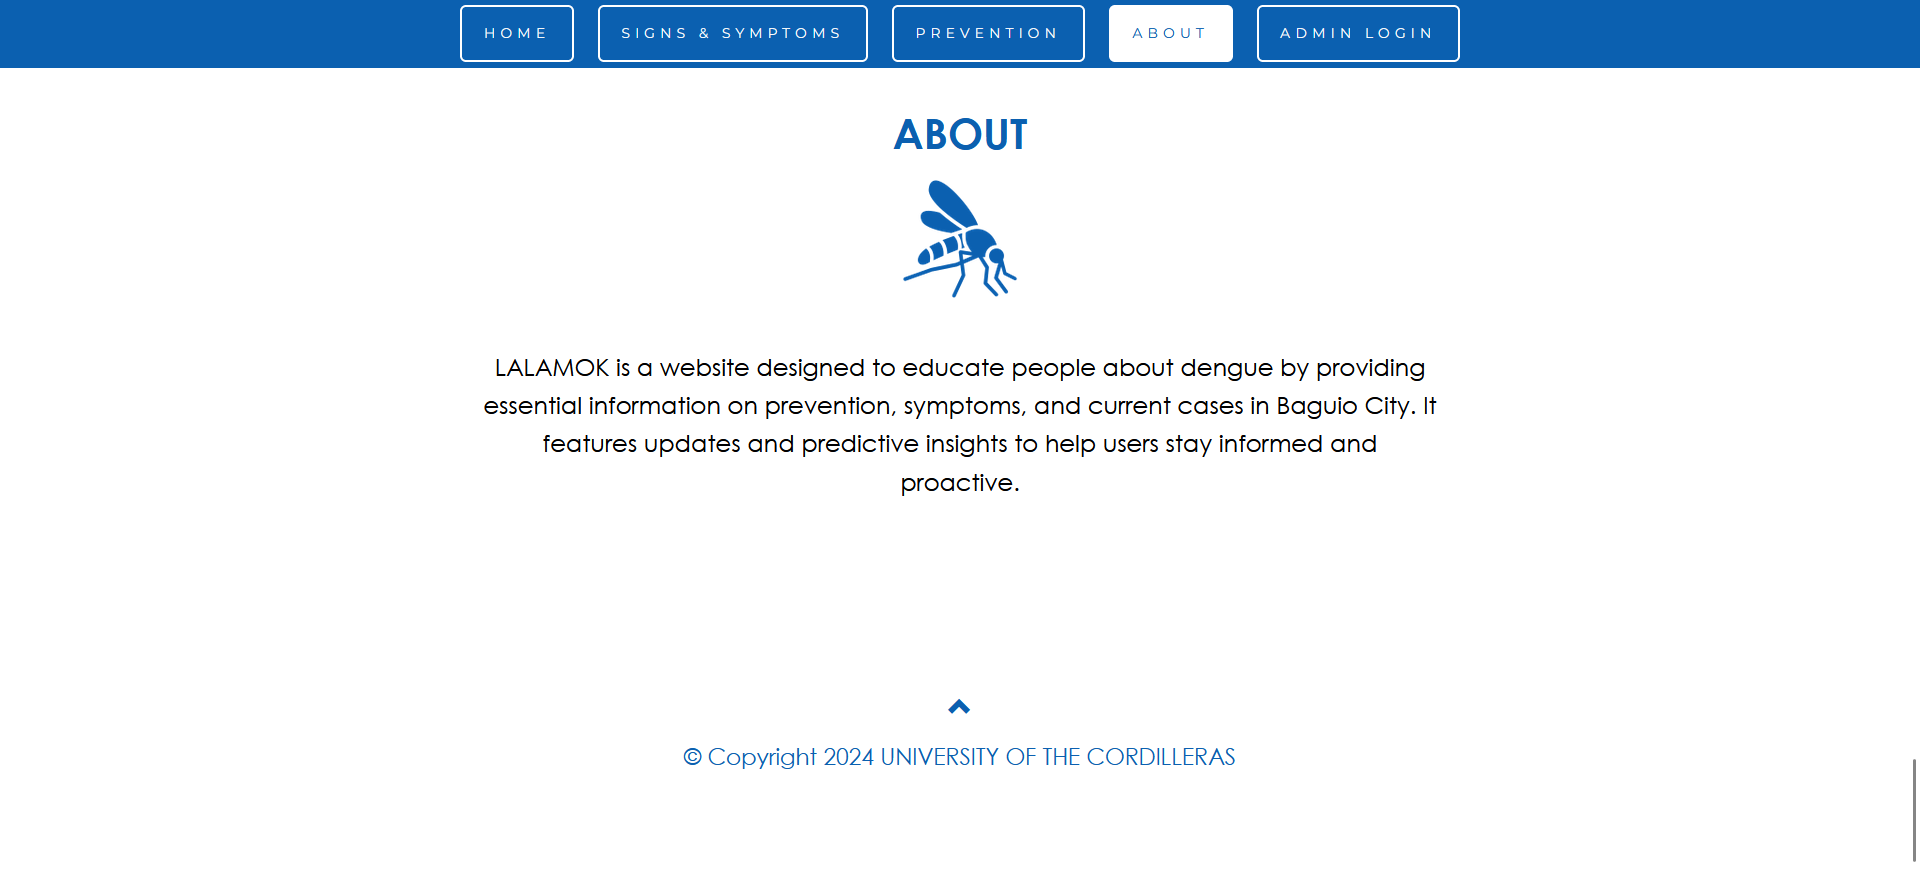 HOME
SIGNS & SYMPTOMS
PREVENTION
ABOUT
ADMIN LOGIN
ABOUT
LALAMOK is a website designed to educate people about dengue by providing
essential information on prevention, symptoms, and current cases in Baguio City. It
features updates and predictive insights to help users stay informed and
proactive.
© Copyright 2024 UNIVERSITY OF THE CORDILLERAS